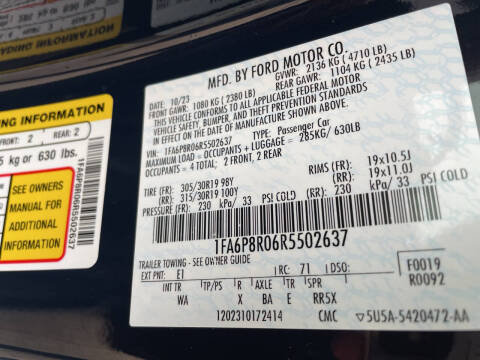 MFD. BY FORD MOTOR CO.
DATE: 10/23 GVWR: 2136 KG (4710 LB)
FRONT GAWR: 1080 KG (2380 LB) REAR GAWR: 1104 KG (2435 LB)
THIS VEHICLE CONFORMS TO ALL APPLICABLE FEDERAL MOTOR
VEHICLE SAFETY, BUMPER, AND THEFT PREVENTION STANDARDS
IN EFFECT ON THE DATE OF MANUFACTURE SHOWN ABOVE.
VIN: 1FA6P8R06R5502637 TYPE: Passenger Car
MAXIMUM LOAD = OCCUPANTS + LUGGAGE = 285KG/ 630LB
OCCUPANTS = 4 TOTAL; 2 FRONT, 2 REAR
TIRE (FR): 305/30R19 98Y RIMS (FR): 19x10.5J
(RR): 315/30R19 100Y (RR): 19x11.0J
PRESSURE (FR): 230 kPa/ 33 PSI COLD (RR): 230 kPa/ 33 PSI COLD
1FA6P8R06R5502637
TRAILER TOWING - SEE OWNER GUIDE
EXT PNT: E1 RC: 71 DSO: F0019
INT TR TP/PS R AXLE TR SPR R0092
WA X BA E RR5X
1202310172414 CMC ▽5U5A-5420472-AA
ING INFORMATION
FRONT: 2 REAR: 2
5 kg or 630 lbs.
SEE OWNERS
MANUAL FOR
ADDITIONAL
INFORMATION
1FA6P8R06R5502637